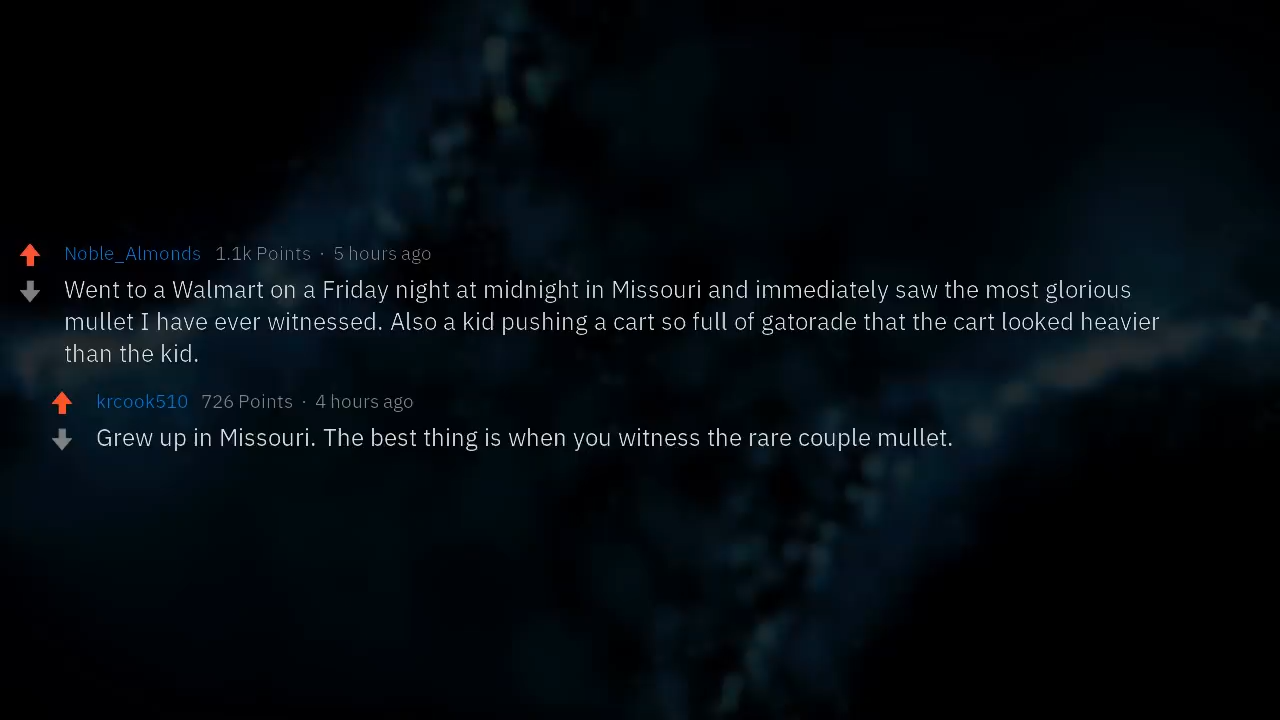 Noble_Almonds 1.1k Points · 5 hours ago
Went to a Walmart on a Friday night at midnight in Missouri and immediately saw the most glorious
mullet I have ever witnessed. Also a kid pushing a cart so full of gatorade that the cart looked heavier
than the kid.
krcook510 726 Points · 4 hours ago
Grew up in Missouri. The best thing is when you witness the rare couple mullet.